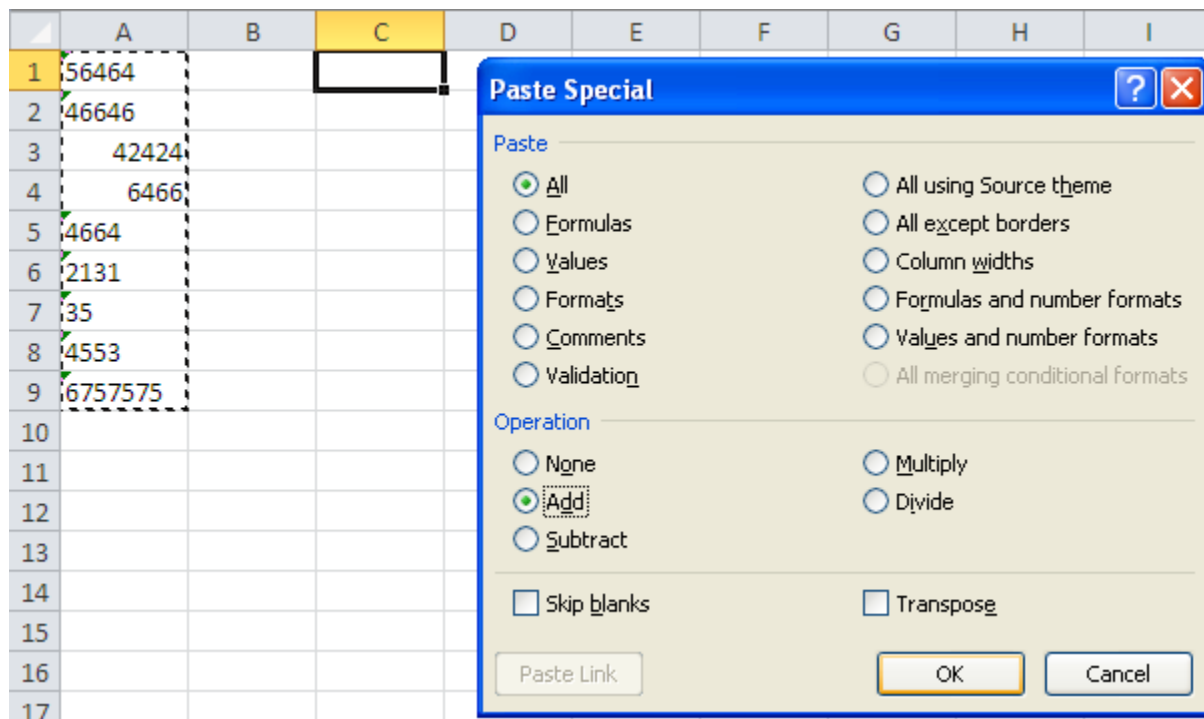 A B C D E F G H I
1 56464
2 46646
3 42424
4 6466
5 4664
6 2131
7 35
8 4553
9 6757575
10
11
12
13
14
15
16
17
Paste Special
Paste
All All using Source theme
Formulas All except borders
Values Column widths
Formats Formulas and number formats
Comments Values and number formats
Validation All merging conditional formats
Operation
None Multiply
Add Divide
Subtract
Skip blanks Transpose
Paste Link OK Cancel